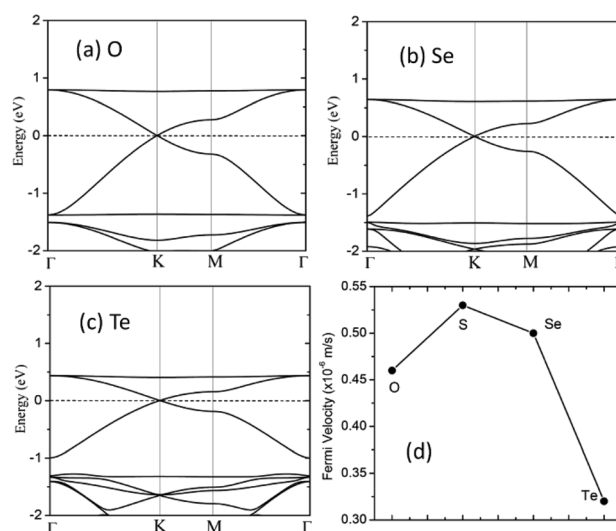 (a) O
Energy (eV)
2
1
0
-1
-2
Γ
K
M
Γ
(b) Se
Energy (eV)
2
1
0
-1
-2
Γ
K
M
(c) Te
Energy (eV)
2
1
0
-1
-2
Γ
K
M
Γ
(d)
Fermi Velocity (x10⁻⁶ m/s)
0.55
0.50
0.45
0.40
0.35
0.30
O
S
Se
Te